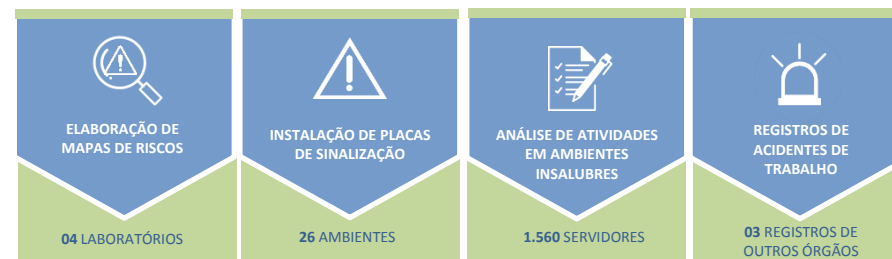 ELABORAÇÃO DE
MAPAS DE RISCOS
04 LABORATÓRIOS
INSTALAÇÃO DE PLACAS
DE SINALIZAÇÃO
26 AMBIENTES
ANÁLISE DE ATIVIDADES
EM AMBIENTES
INSALUBRES
1.560 SERVIDORES
REGISTROS DE
ACIDENTES DE
TRABALHO
03 REGISTROS DE
OUTROS ÓRGÃOS